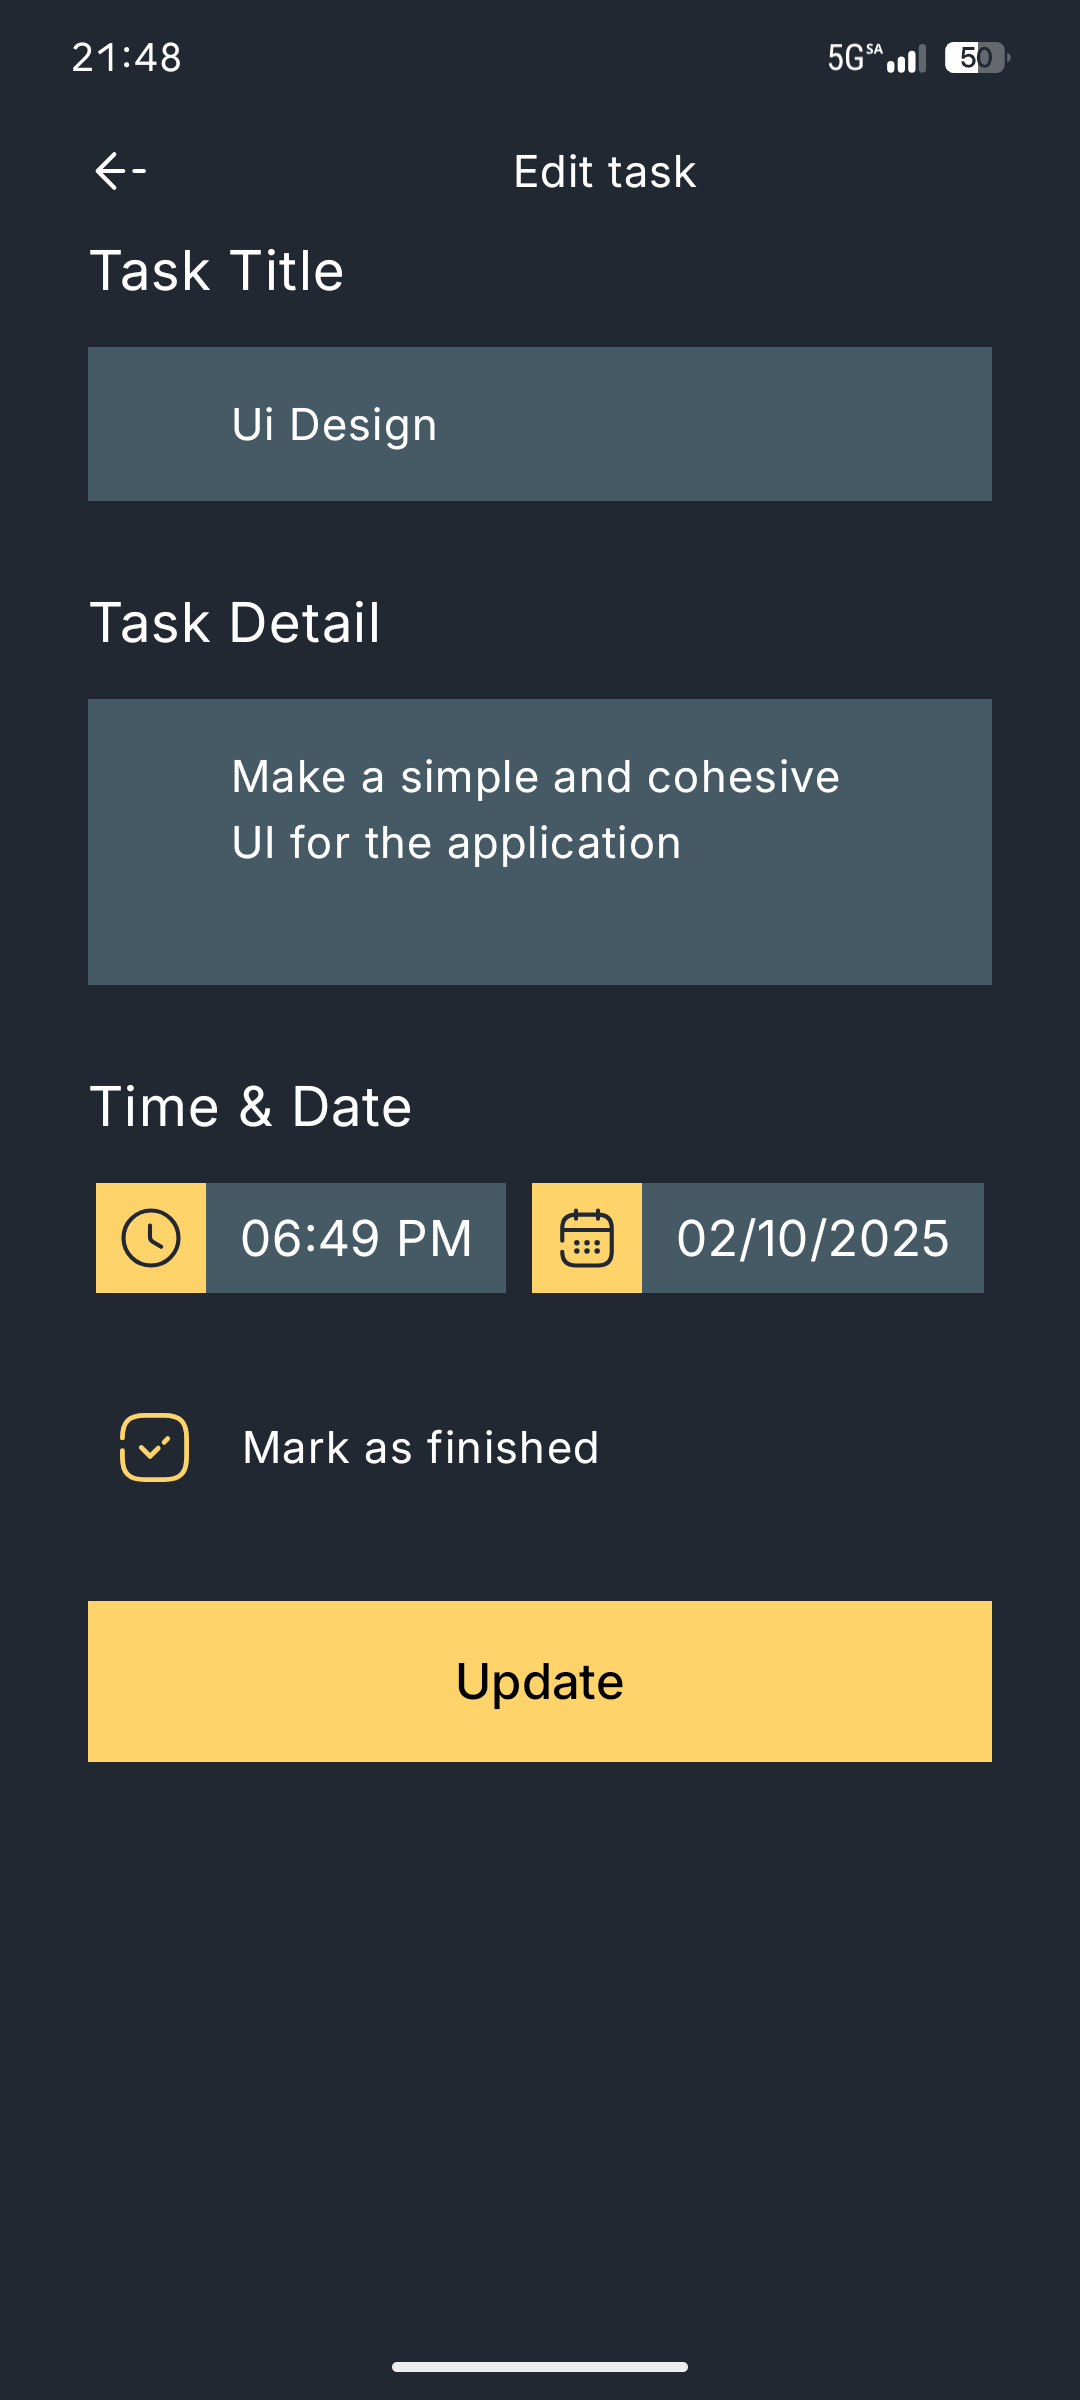 21:48
5G SA 50
Edit task
Task Title
Ui Design
Task Detail
Make a simple and cohesive
UI for the application
Time & Date
06:49 PM 02/10/2025
Mark as finished
Update